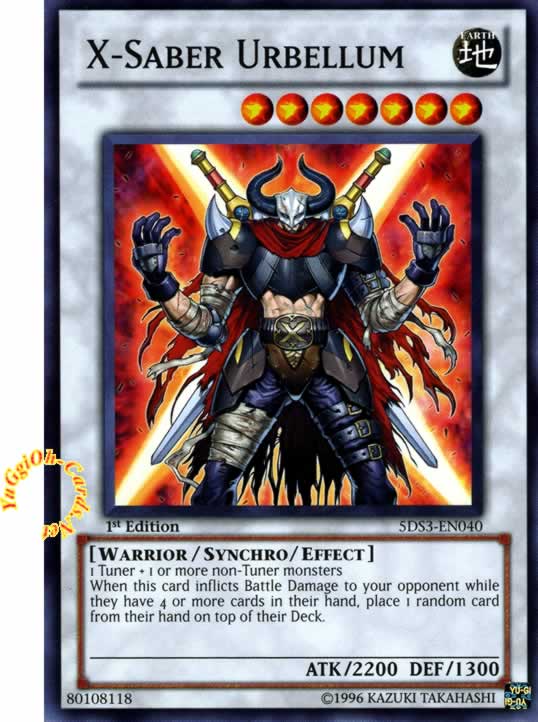 X-Saber Urbellum
EARTH
地
YuGgiOh-Cards.Net
1st Edition
5DS3-EN040
[Warrior / Synchro / Effect]
1 Tuner + 1 or more non-Tuner monsters
When this card inflicts Battle Damage to your opponent while
they have 4 or more cards in their hand, place 1 random card
from their hand on top of their Deck.
ATK/2200 DEF/1300
80108118
©1996 KAZUKI TAKAHASHI
YU-GI